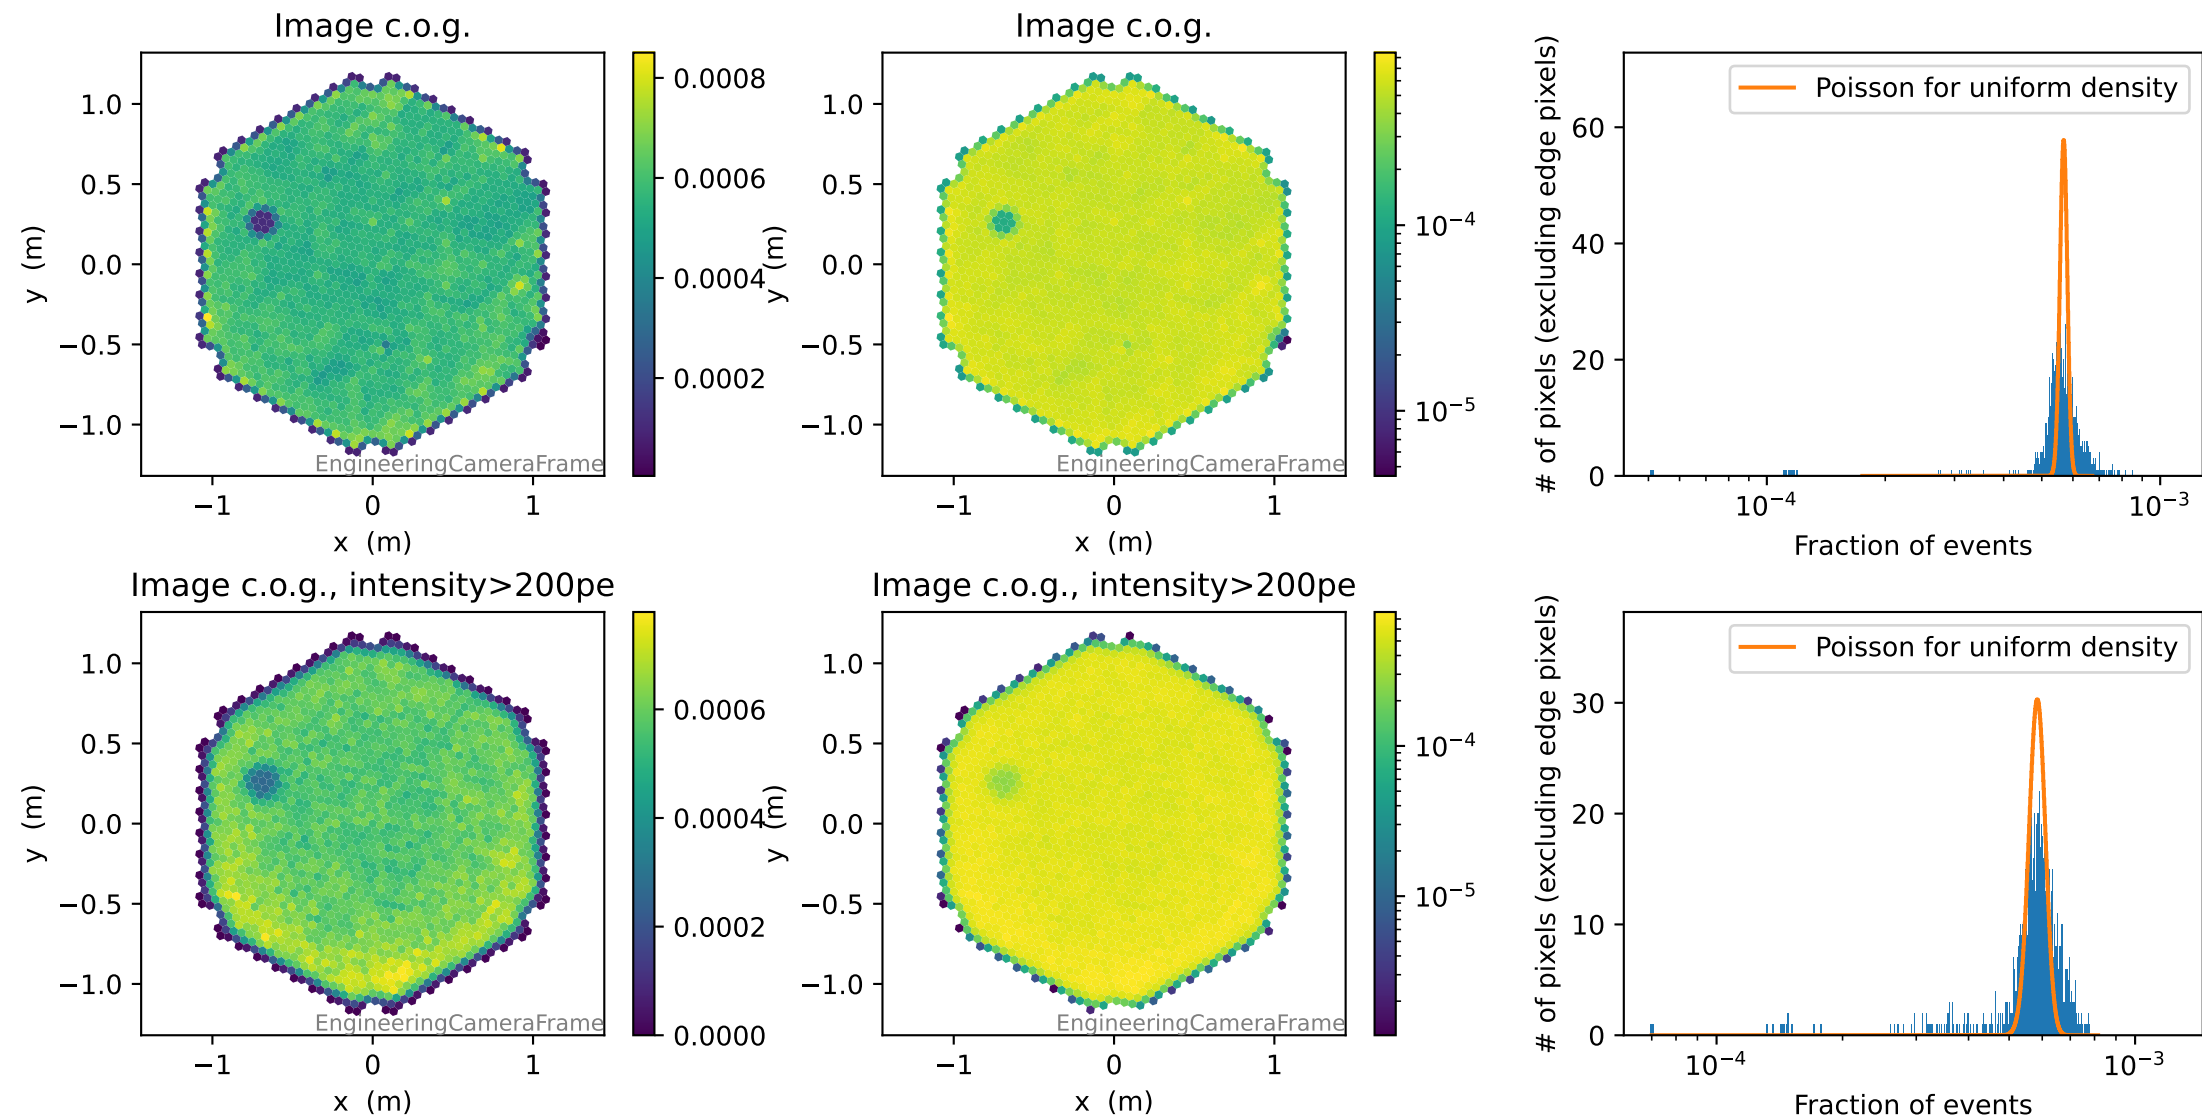 Image c.o.g.
1.0
0.5
0.0
−0.5
−1.0
y (m)
−1
0
1
x (m)
EngineeringCameraFrame
0.0008
0.0006
0.0004
0.0002
Image c.o.g.
1.0
0.5
0.0
−0.5
−1.0
y (m)
−1
0
1
x (m)
EngineeringCameraFrame
10⁻⁴
10⁻⁵
# of pixels (excluding edge pixels)
60
40
20
0
Poisson for uniform density
10⁻⁴
10⁻³
Fraction of events
Image c.o.g., intensity>200pe
1.0
0.5
0.0
−0.5
−1.0
y (m)
−1
0
1
x (m)
EngineeringCameraFrame
0.0006
0.0004
0.0002
0.0000
Image c.o.g., intensity>200pe
1.0
0.5
0.0
−0.5
−1.0
y (m)
−1
0
1
x (m)
EngineeringCameraFrame
10⁻⁴
10⁻⁵
# of pixels (excluding edge pixels)
30
20
10
0
Poisson for uniform density
10⁻⁴
10⁻³
Fraction of events